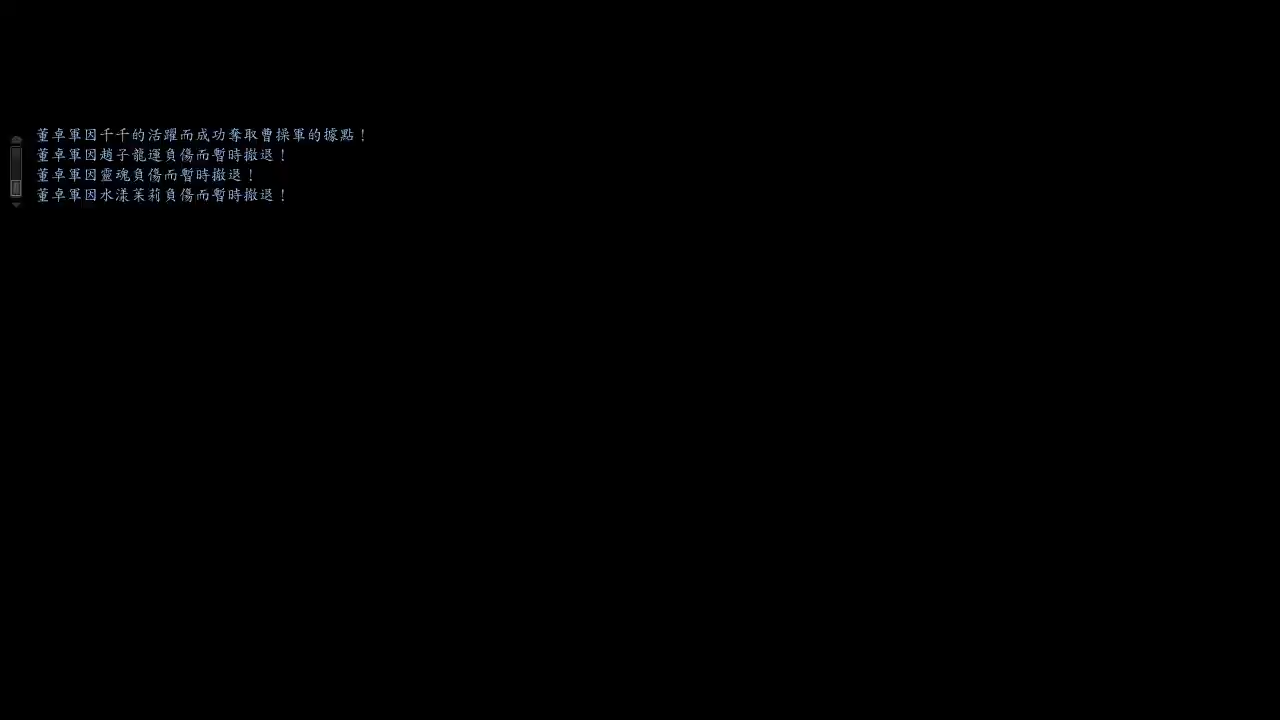 董卓軍因千千的活躍而成功奪取曹操軍的據點！
董卓軍因趙子龍運負傷而暫時撤退！
董卓軍因靈魂負傷而暫時撤退！
董卓軍因水漾茉莉負傷而暫時撤退！